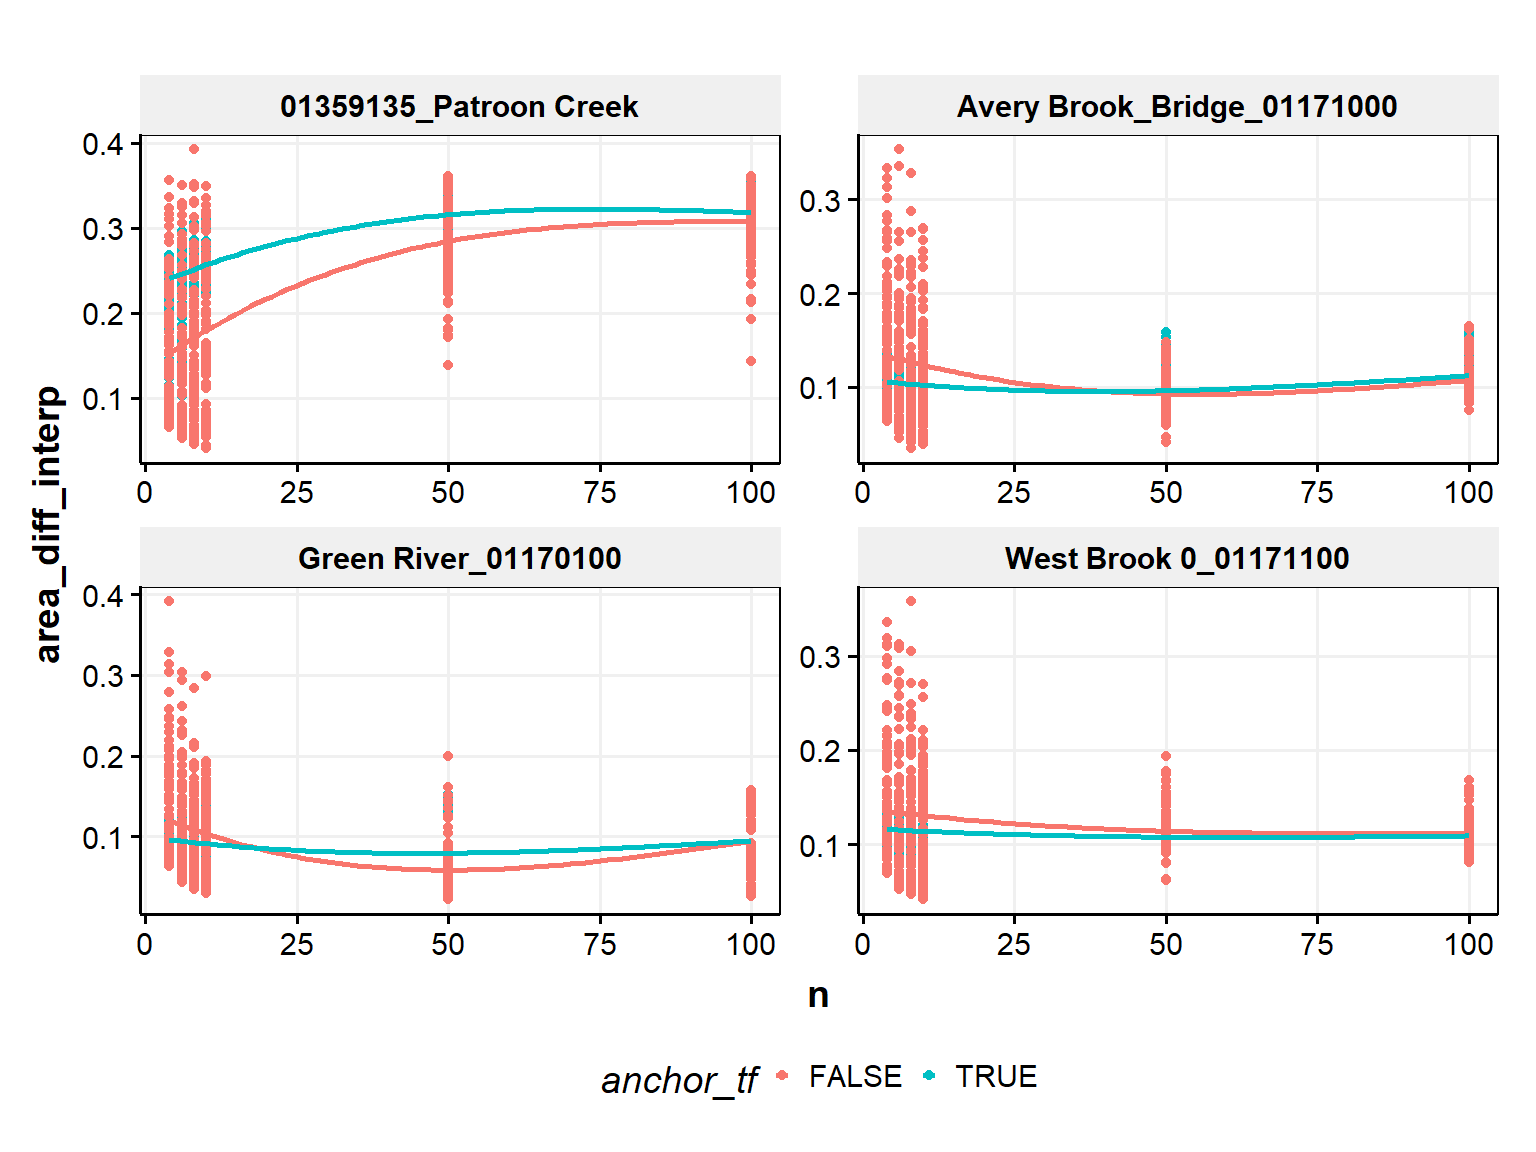 01359135_Patroon Creek
Avery Brook_Bridge_01171000
0.4
0.3
0.2
0.1
0.3
0.2
0.1
0 25 50 75 100
0 25 50 75 100
Green River_01170100
West Brook 0_01171100
0.4
0.3
0.2
0.1
0.3
0.2
0.1
0 25 50 75 100
0 25 50 75 100
area_diff_interp
n
anchor_tf FALSE TRUE